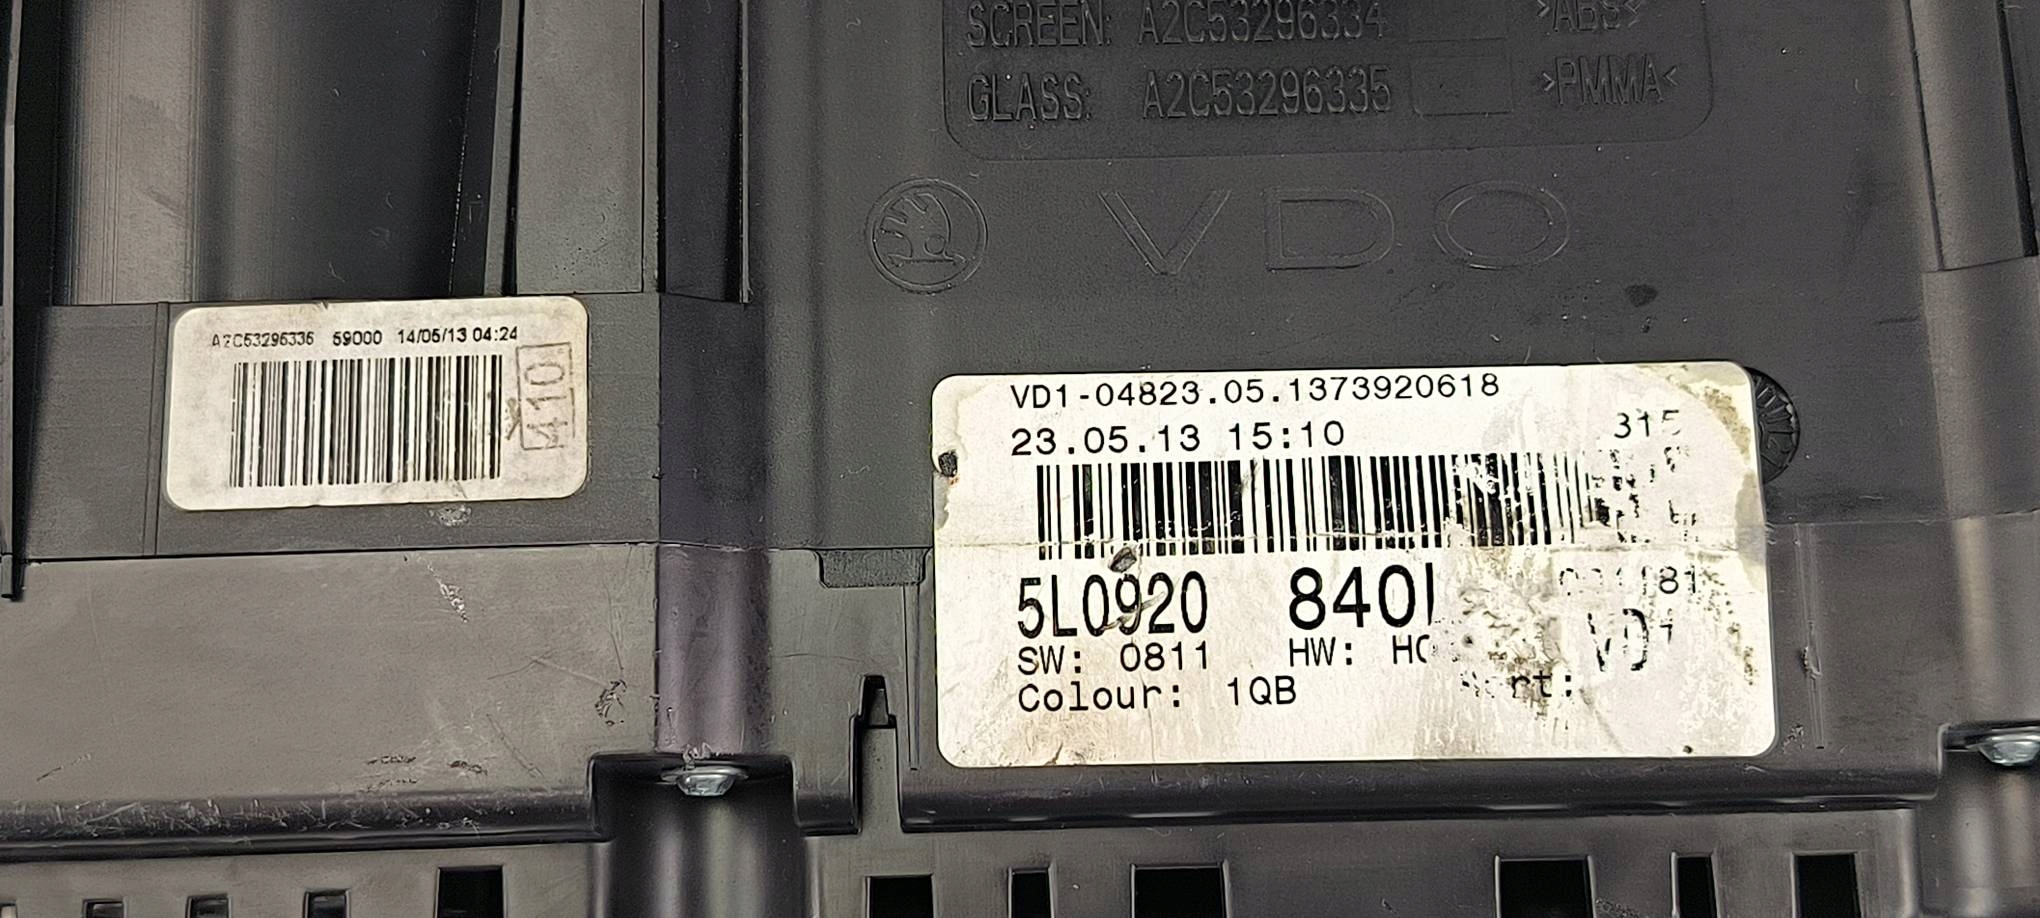 SCREEN: A2C53296334 >ABS<
GLASS: A2C53296335 >PMMA<
VDO
A2C53296336 59000 14/05/13 04:24
410
VD1-04823.05.1373920618
23.05.13 15:10
315
5L0920 840
SW: 0811 HW:
Colour: 1QB